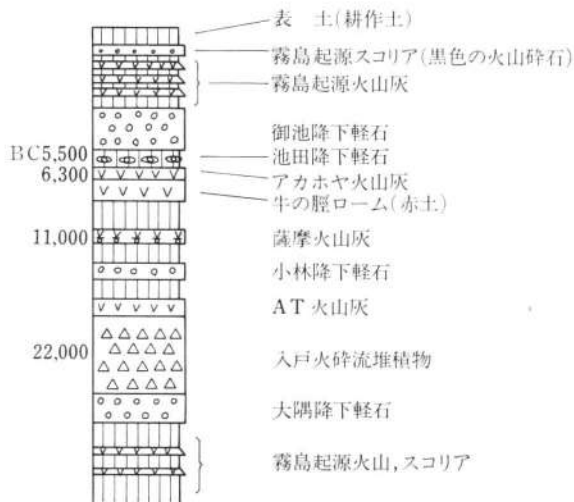 表　土(耕作土)
霧島起源スコリア(黒色の火山砕石)
霧島起源火山灰
御池降下軽石
BC5,500
池田降下軽石
6,300
アカホヤ火山灰
牛の脛ローム(赤土)
11,000
薩摩火山灰
小林降下軽石
AT火山灰
22,000
入戸火砕流堆積物
大隅降下軽石
霧島起源火山,スコリア